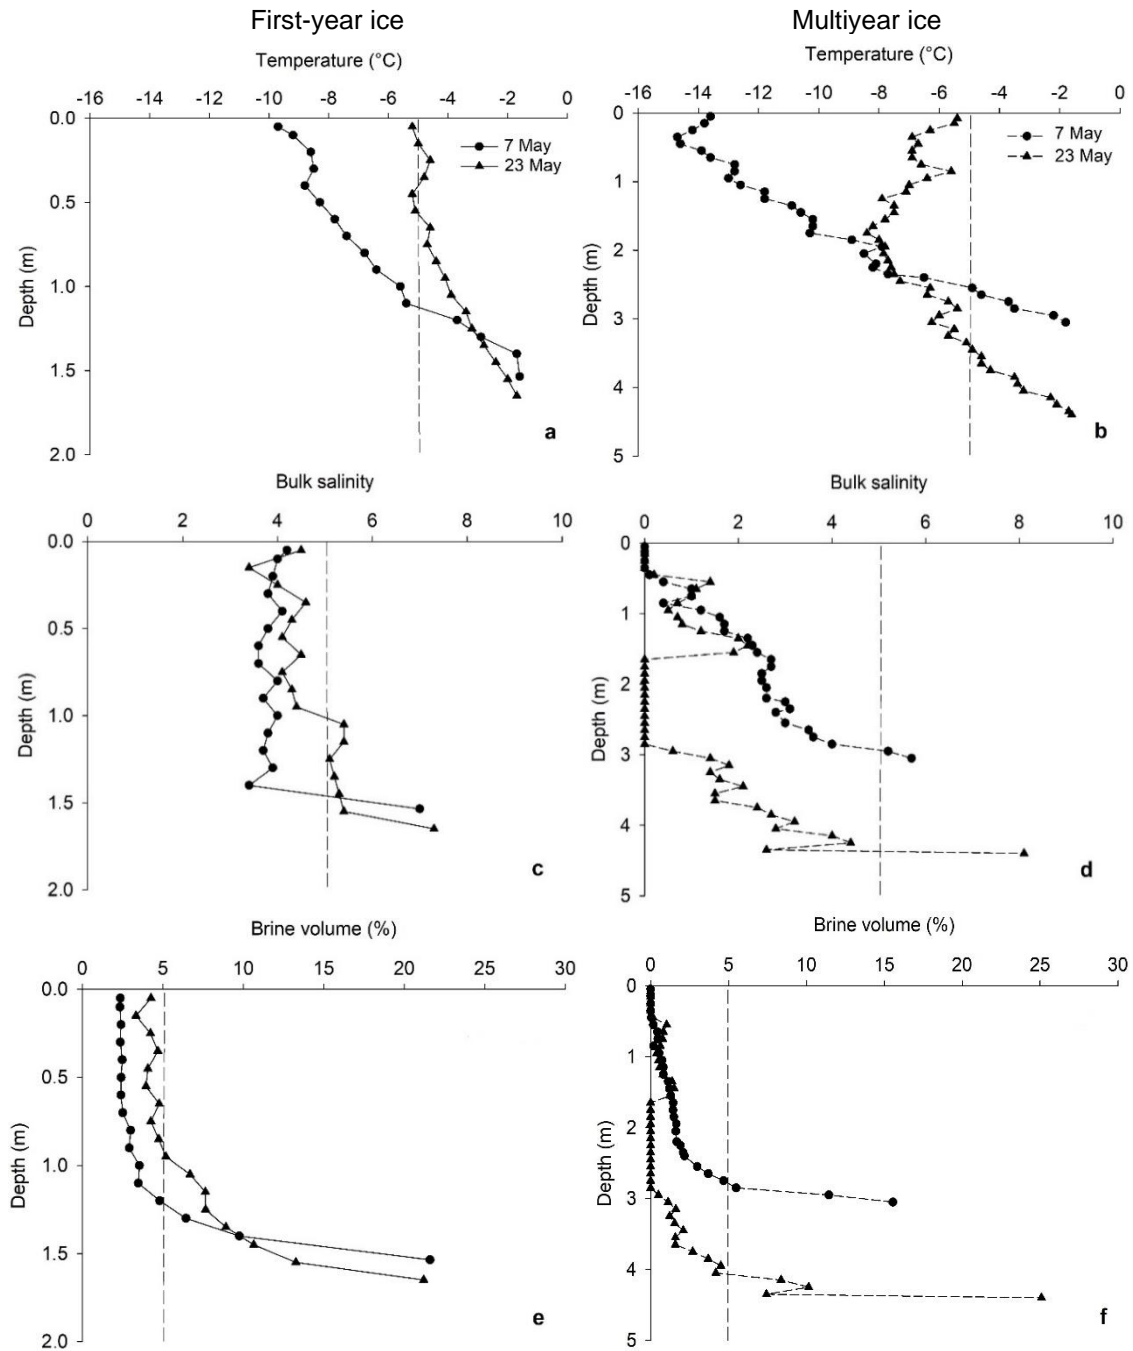 First-year ice
Multiyear ice
Temperature (°C)
Temperature (°C)
-16 -14 -12 -10 -8 -6 -4 -2 0
-16 -14 -12 -10 -8 -6 -4 -2 0
0.0
0.5
1.0
1.5
2.0
Depth (m)
7 May
23 May
a
0
1
2
3
4
5
Depth (m)
7 May
23 May
b
Bulk salinity
Bulk salinity
0 2 4 6 8 10
0 2 4 6 8 10
0.0
0.5
1.0
1.5
2.0
Depth (m)
c
0
1
2
3
4
5
Depth (m)
d
Brine volume (%)
Brine volume (%)
0 5 10 15 20 25 30
0 5 10 15 20 25 30
0.0
0.5
1.0
1.5
2.0
Depth (m)
e
0
1
2
3
4
5
Depth (m)
f